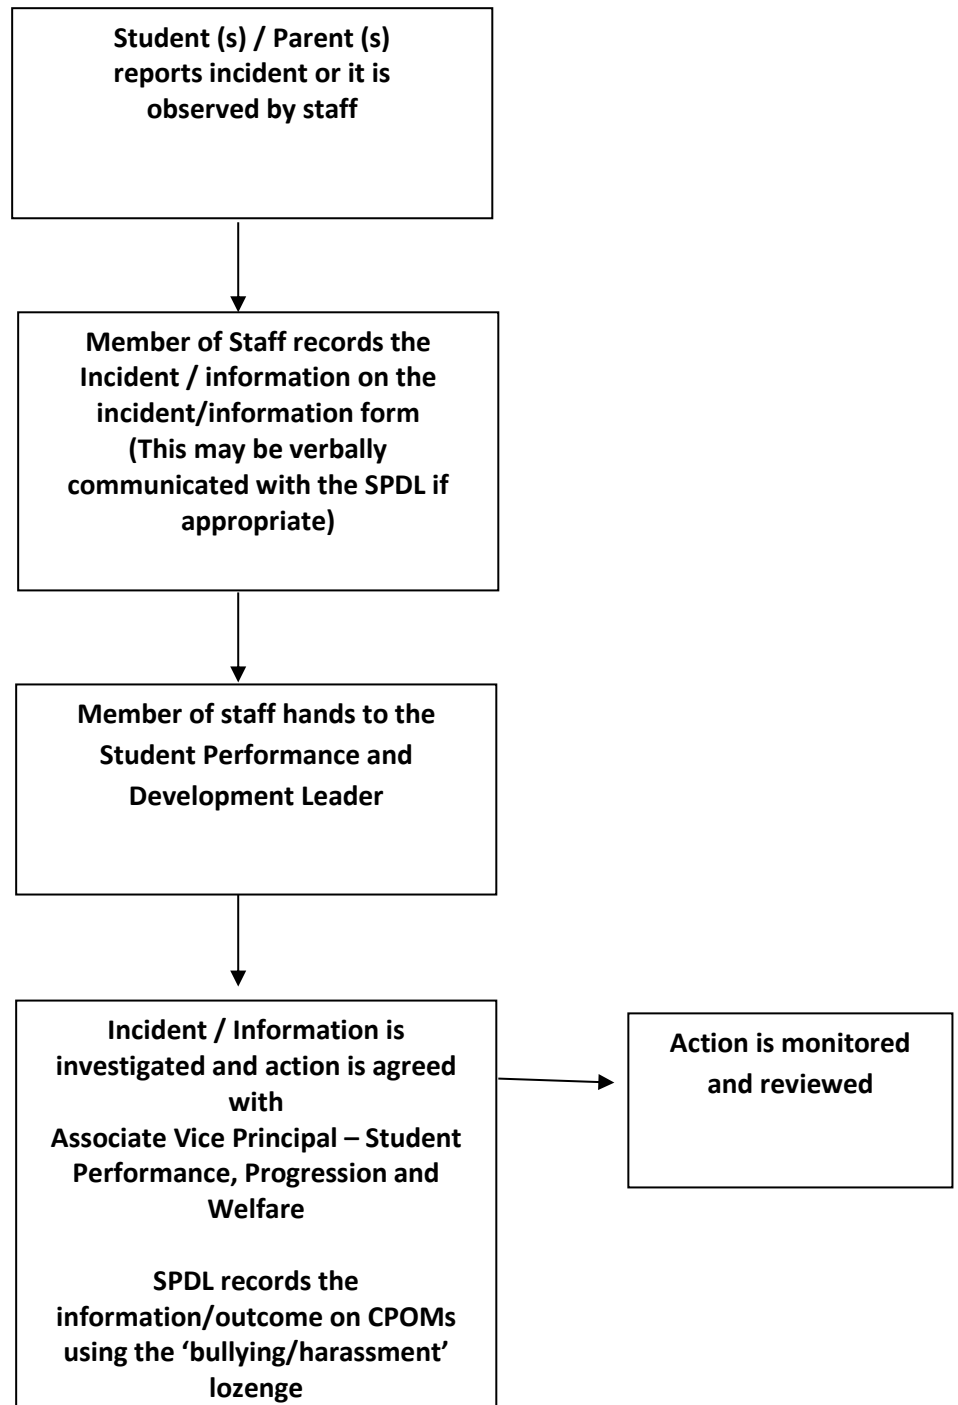 Student (s) / Parent (s)
reports incident or it is
observed by staff
Member of Staff records the
Incident / information on the
incident/information form
(This may be verbally
communicated with the SPDL if
appropriate)
Member of staff hands to the
Student Performance and
Development Leader
Incident / Information is
investigated and action is agreed
with
Associate Vice Principal – Student
Performance, Progression and
Welfare
SPDL records the
information/outcome on CPOMs
using the ‘bullying/harassment’
lozenge
Action is monitored
and reviewed